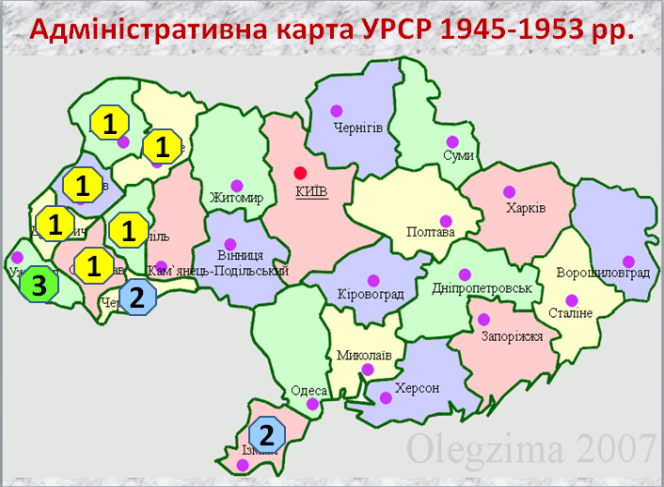 Адміністративна карта УРСР 1945-1953 рр.
Чернігів
Суми
1
1
КИЇВ
Житомир
Харків
1
Полтава
1
1
Вінниця
Кам`янець-Подільський
Ворошиловград
1
3
2
Кіровоград
Дніпропетровськ
Сталіне
Запоріжжя
Миколаїв
Одеса
Херсон
2
Olegzima 2007